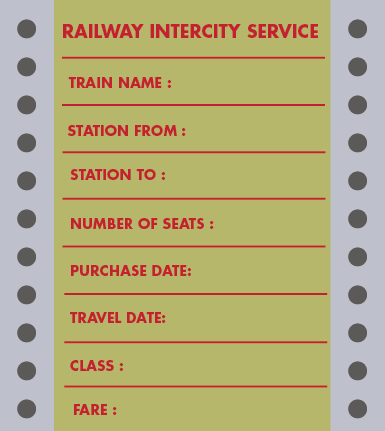 RAILWAY INTERCITY SERVICE
TRAIN NAME :
STATION FROM :
STATION TO :
NUMBER OF SEATS :
PURCHASE DATE:
TRAVEL DATE:
CLASS :
FARE :